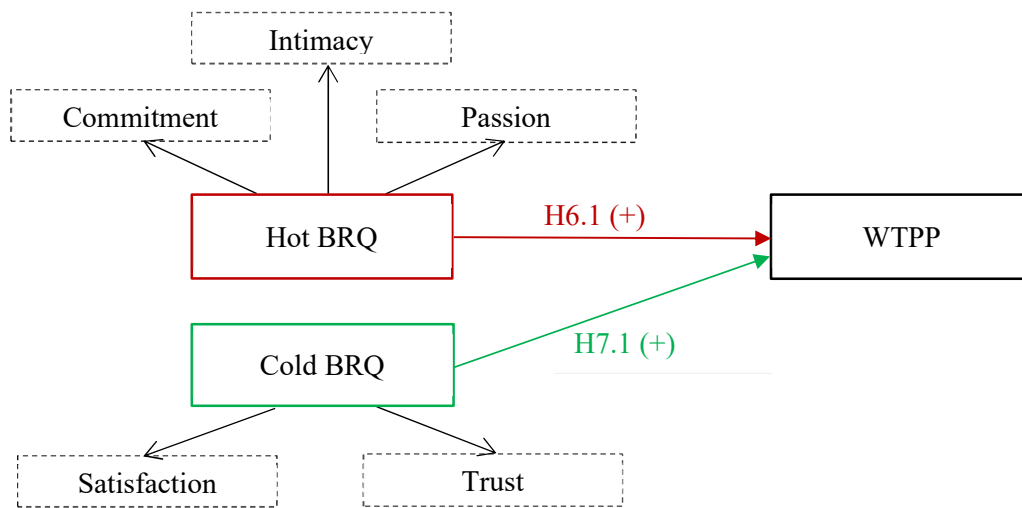 Intimacy
Commitment
Passion
H6.1 (+)
Hot BRQ
WTPP
H7.1 (+)
Cold BRQ
Satisfaction
Trust